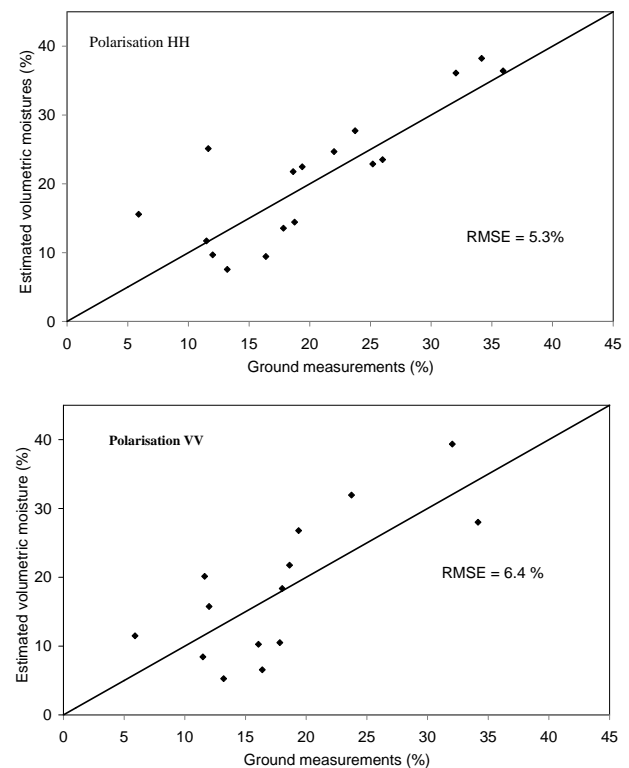 Polarisation HH
Estimated volumetric moistures (%)
40
30
20
10
0
RMSE = 5.3%
0 5 10 15 20 25 30 35 40 45
Ground measurements (%)
Polarisation VV
Estimated volumetric moisture (%)
40
30
20
10
0
RMSE = 6.4 %
0 5 10 15 20 25 30 35 40 45
Ground measurements (%)